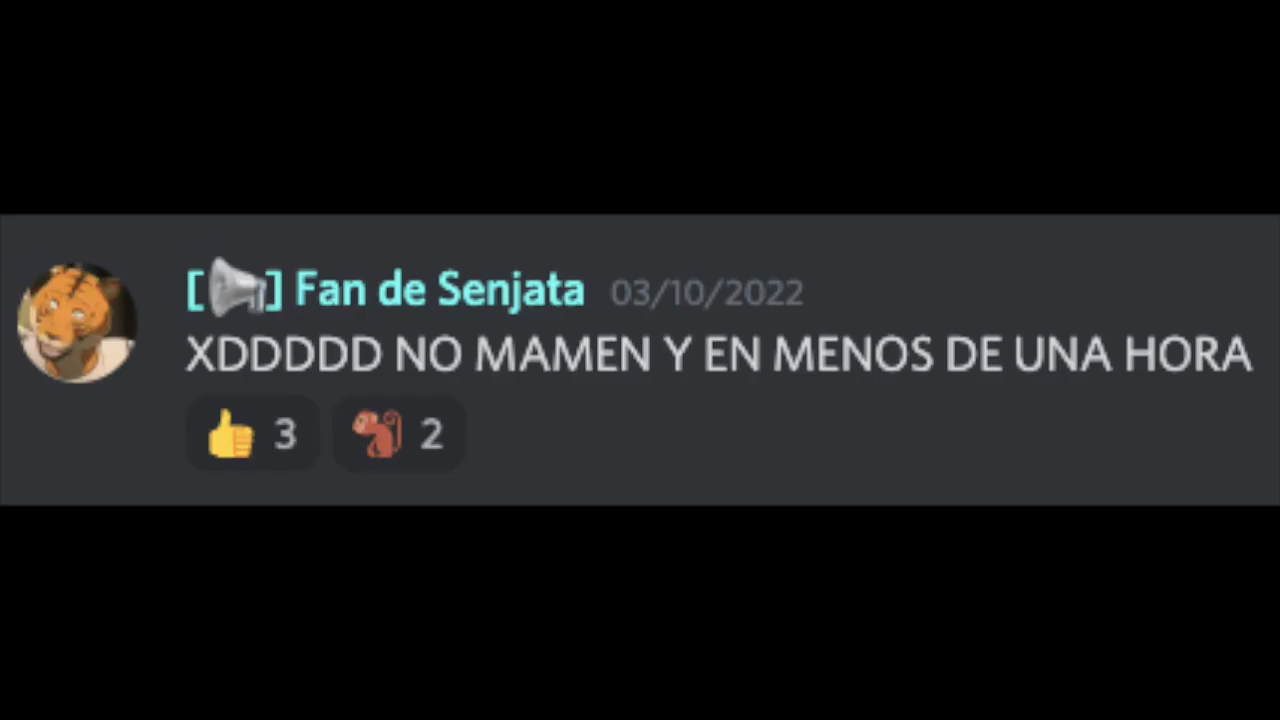 [📢] Fan de Senjata 03/10/2022
XDDDDD NO MAMEN Y EN MENOS DE UNA HORA
👍 3 🐒 2